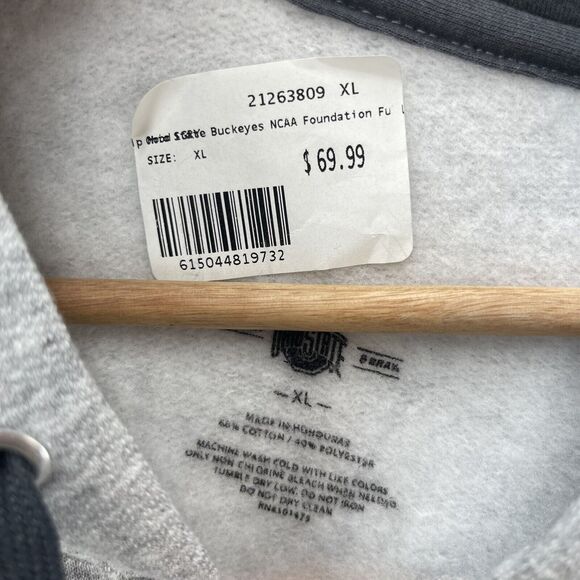 21263809 XL
Buckeyes NCAA Foundation Fu
SIZE: XL
$69.99
615044819732
- XL -
MADE IN HONDURAS
60% COTTON / 40% POLYESTER
MACHINE WASH COLD WITH LIKE COLORS
ONLY NON CHLORINE BLEACH WHEN NEEDED
TUMBLE DRY LOW. DO NOT IRON
DO NOT DRY CLEAN